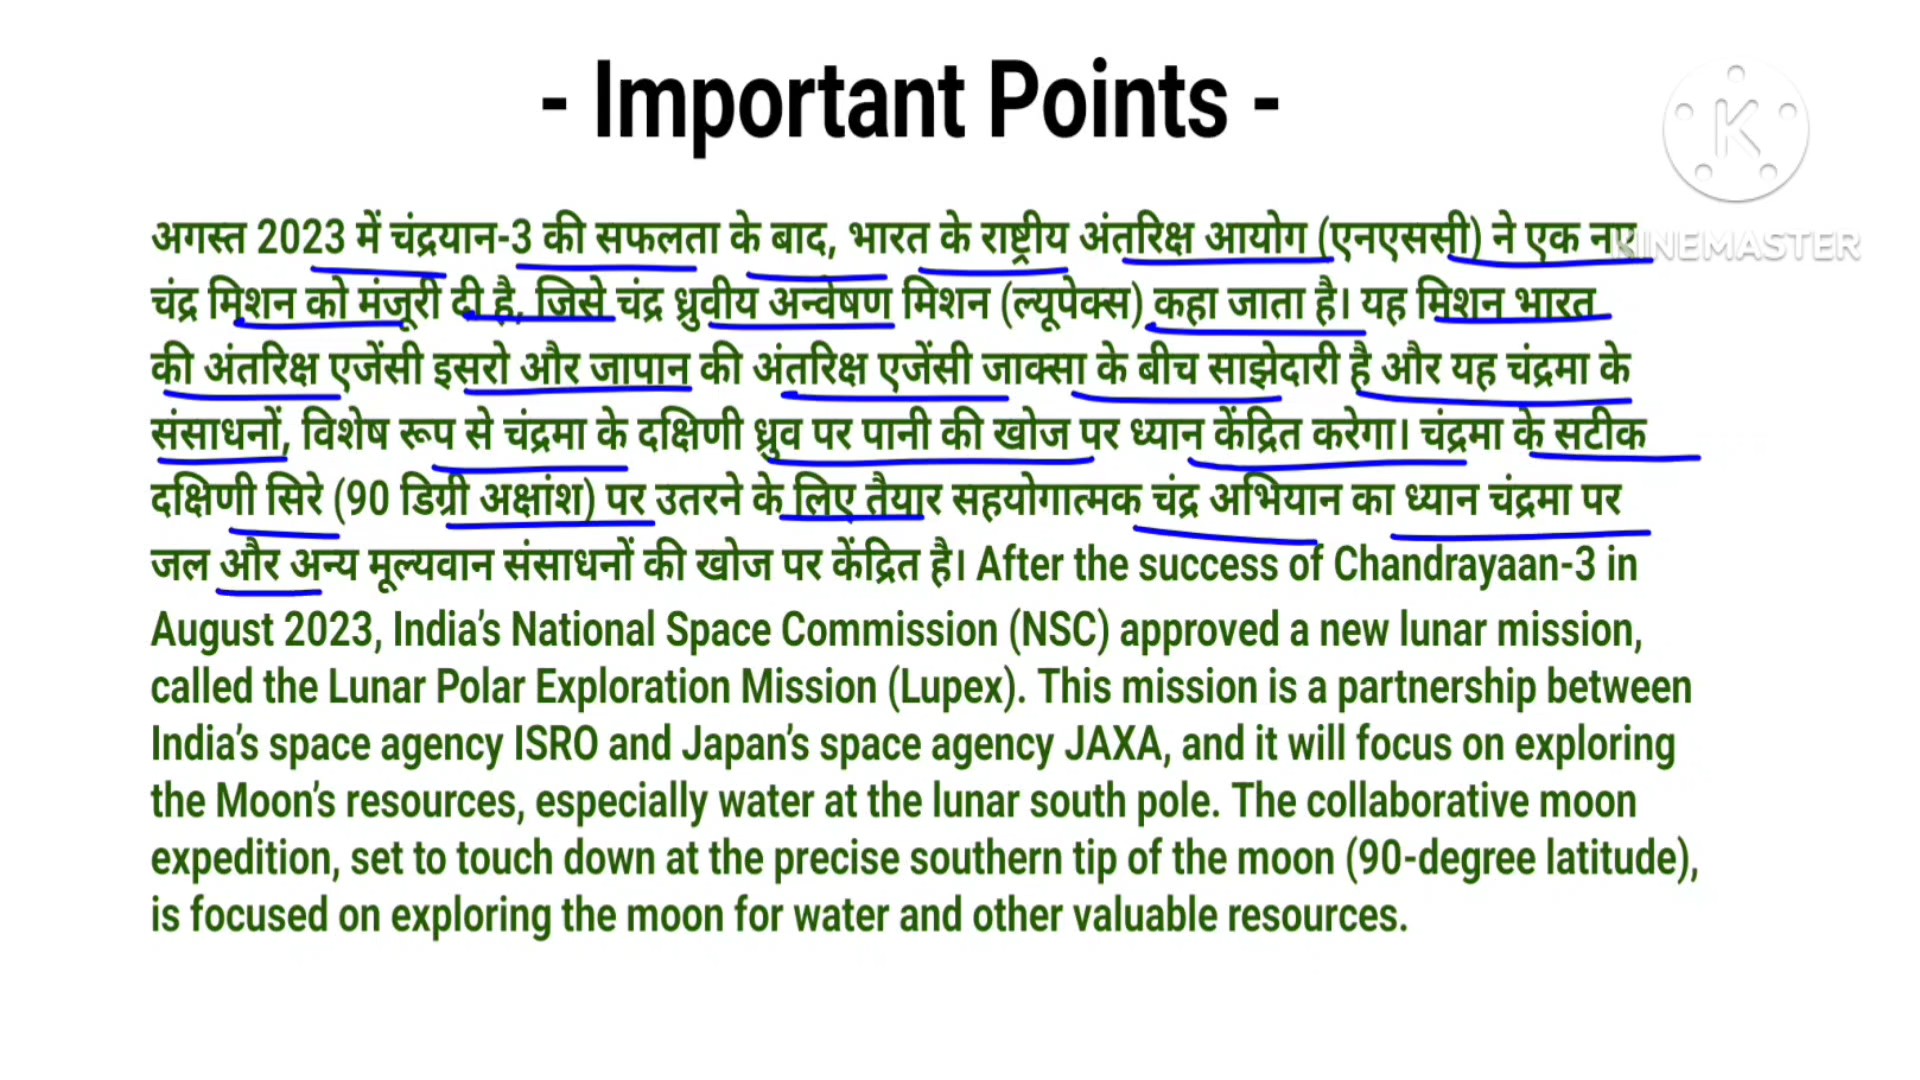 - Important Points -
K
KINEMASTER
अगस्त 2023 में चंद्रयान-3 की सफलता के बाद, भारत के राष्ट्रीय अंतरिक्ष आयोग (एनएससी) ने एक नए
चंद्र मिशन को मंजूरी दी है, जिसे चंद्र ध्रुवीय अन्वेषण मिशन (ल्यूपेक्स) कहा जाता है। यह मिशन भारत
की अंतरिक्ष एजेंसी इसरो और जापान की अंतरिक्ष एजेंसी जाक्सा के बीच साझेदारी है और यह चंद्रमा के
संसाधनों, विशेष रूप से चंद्रमा के दक्षिणी ध्रुव पर पानी की खोज पर ध्यान केंद्रित करेगा। चंद्रमा के सटीक
दक्षिणी सिरे (90 डिग्री अक्षांश) पर उतरने के लिए तैयार सहयोगात्मक चंद्र अभियान का ध्यान चंद्रमा पर
जल और अन्य मूल्यवान संसाधनों की खोज पर केंद्रित है। After the success of Chandrayaan-3 in
August 2023, India’s National Space Commission (NSC) approved a new lunar mission,
called the Lunar Polar Exploration Mission (Lupex). This mission is a partnership between
India’s space agency ISRO and Japan’s space agency JAXA, and it will focus on exploring
the Moon’s resources, especially water at the lunar south pole. The collaborative moon
expedition, set to touch down at the precise southern tip of the moon (90-degree latitude),
is focused on exploring the moon for water and other valuable resources.